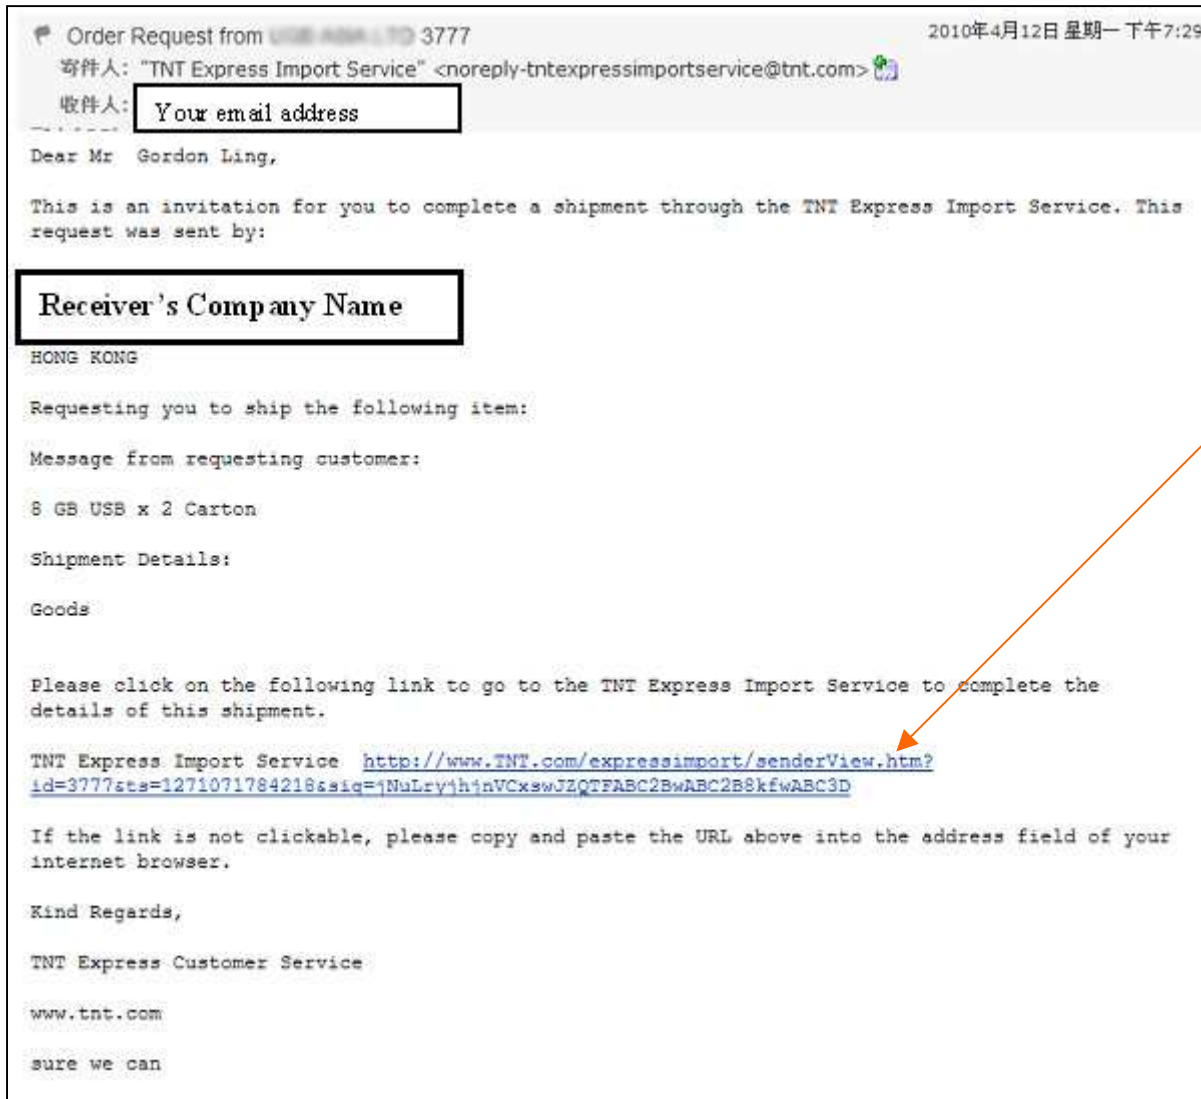 Order Request from 3777
2010年4月12日 星期一 下午7:29
寄件人: "TNT Express Import Service" <noreply-tntexpressimportservice@tnt.com>
收件人: Your email address
Dear Mr Gordon Ling,
This is an invitation for you to complete a shipment through the TNT Express Import Service. This
request was sent by:
Receiver's Company Name
HONG KONG
Requesting you to ship the following item:
Message from requesting customer:
8 GB USB x 2 Carton
Shipment Details:
Goods
Please click on the following link to go to the TNT Express Import Service to complete the
details of this shipment.
TNT Express Import Service http://www.TNT.com/expressimport/senderView.htm?
id=3777&ts=1271071784218&sig=jNuLryjhjnVCxswJZQTFABC2BwABC2B8kfwABC3D
If the link is not clickable, please copy and paste the URL above into the address field of your
internet browser.
Kind Regards,
TNT Express Customer Service
www.tnt.com
sure we can